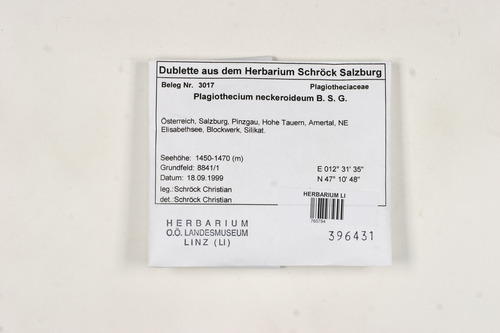 Dublette aus dem Herbarium Schröck Salzburg
Beleg Nr. 3017 Plagiotheciaceae
Plagiothecium neckeroideum B. S. G.
Österreich, Salzburg, Pinzgau, Hohe Tauern, Amertal, NE
Elisabethsee, Blockwerk, Silikat.
Seehöhe: 1450-1470 (m) E 012° 31' 35"
Grundfeld: 8841/1 N 47° 10' 48"
Datum: 18.09.1999
leg.:Schröck Christian HERBARIUM LI
det.:Schröck Christian
765794
HERBARIUM
O.Ö. LANDESMUSEUM
LINZ (LI)
396431